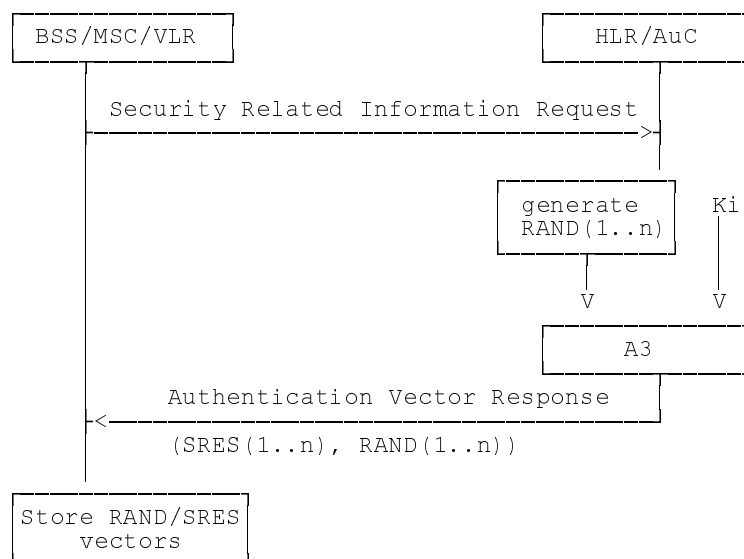 BSS/MSC/VLR
HLR/AuC
Security Related Information Request
generate
RAND(1..n)
Ki
V
V
A3
Authentication Vector Response
(SRES(1..n), RAND(1..n))
Store RAND/SRES
vectors